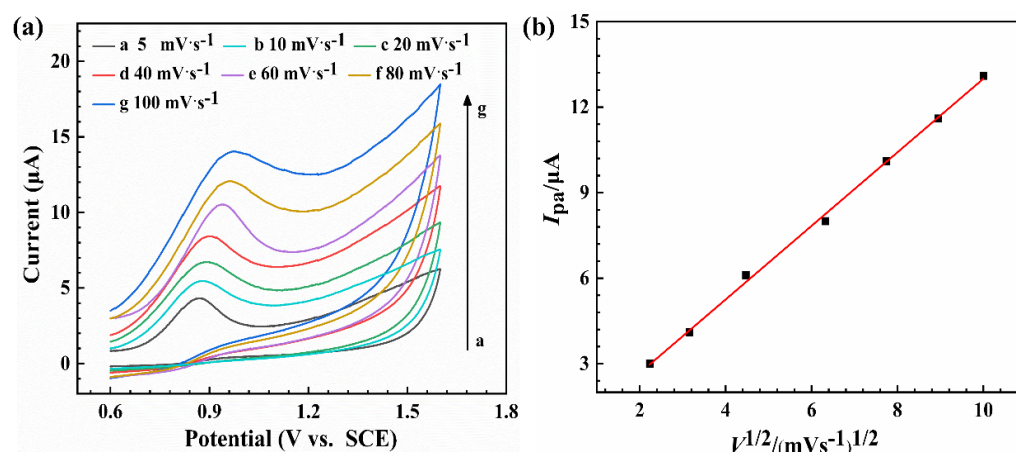 (a)
a 5 mV·s-1 b 10 mV·s-1 c 20 mV·s-1
d 40 mV·s-1 e 60 mV·s-1 f 80 mV·s-1
g 100 mV·s-1
g
a
20
15
10
5
0
0.6 0.9 1.2 1.5 1.8
Current (μA)
Potential (V vs. SCE)
(b)
15
12
9
6
3
2 4 6 8 10
Ipa/μA
V1/2/(mVs-1)1/2